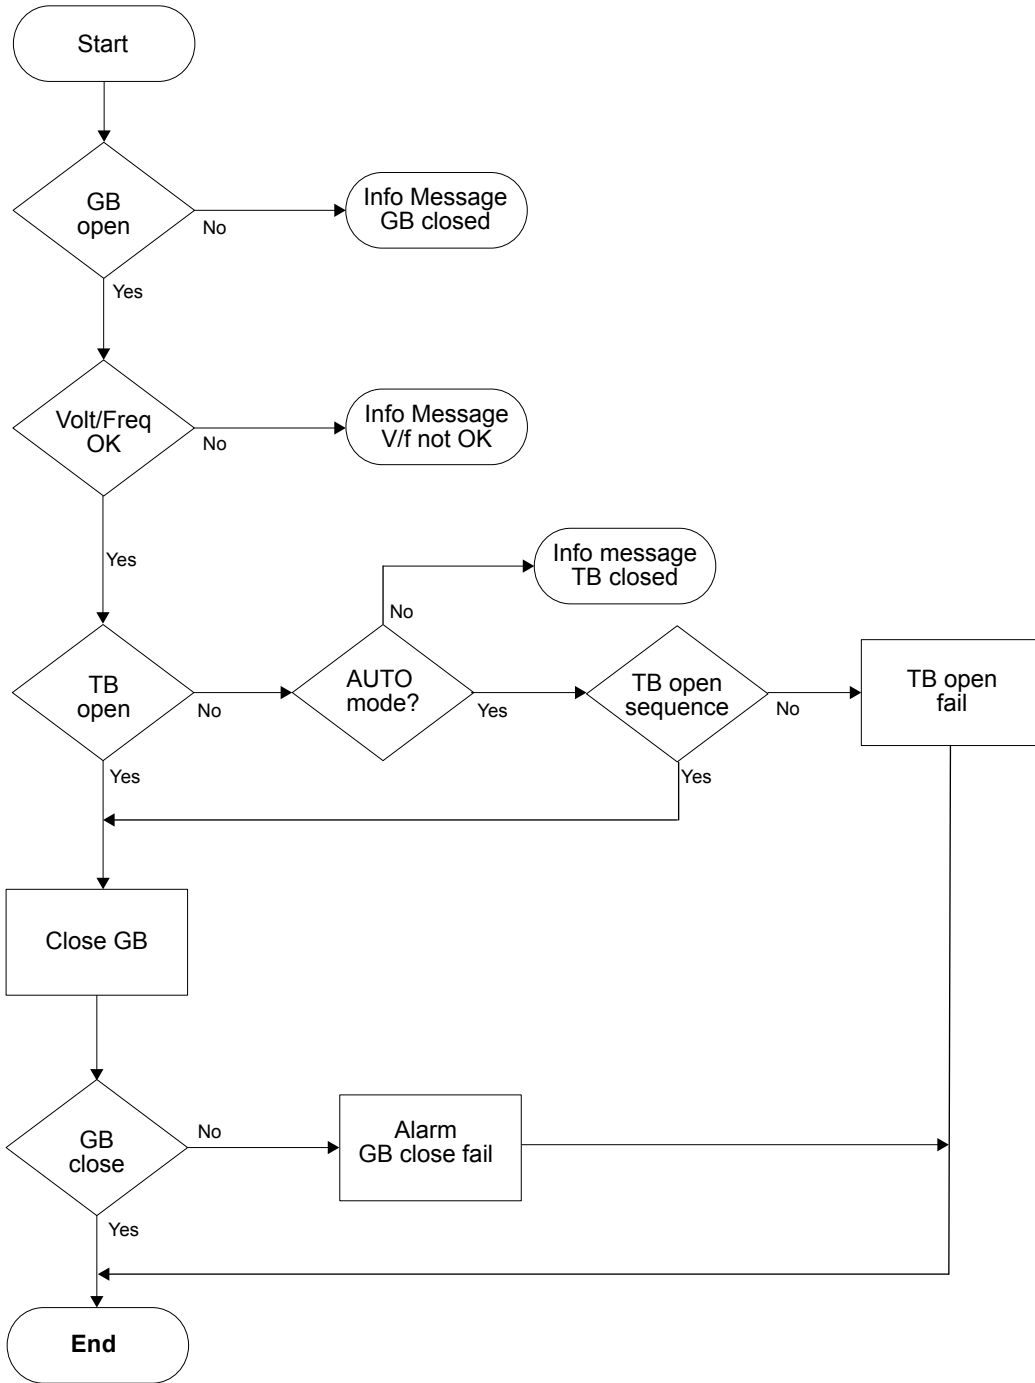 Start
GB
open
No
Info Message
GB closed
Yes
Volt/Freq
OK
No
Info Message
V/f not OK
Yes
Info message
TB closed
No
TB
open
No
AUTO
mode?
Yes
TB open
sequence
No
TB open
fail
Yes
Yes
Close GB
GB
close
No
Alarm
GB close fail
Yes
End